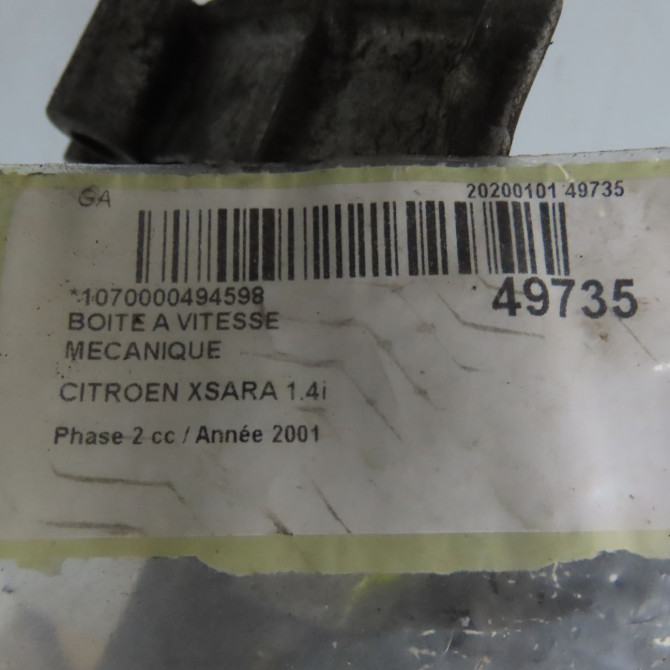 GA
20200101 49735
*1070000494598
49735
BOITE A VITESSE
MECANIQUE
CITROEN XSARA 1.4i
Phase 2 cc / Année 2001